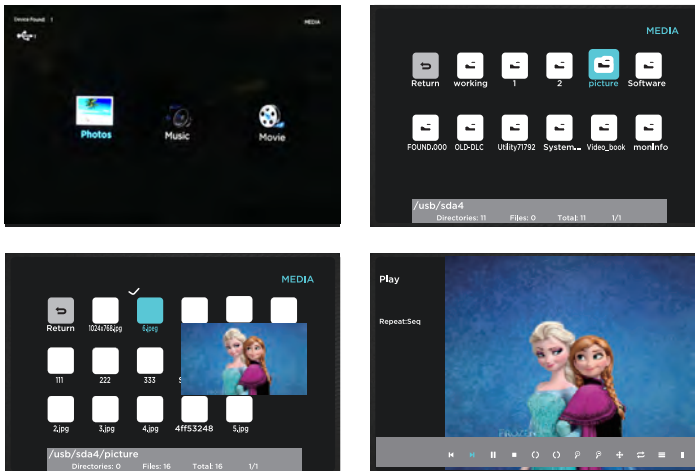 Device Found: 1
MEDIA
Photos
Music
Movie
MEDIA
Return
working
1
2
picture
Software
FOUND.000
OLD-DLC
Utility71792
System...
Video_book
monInfo
/usb/sda4
Directories: 11
Files: 0
Total: 11
1/1
MEDIA
Return
1024x768.jpg
6.jpeg
111
222
333
2.jpg
3.jpg
4.jpg
4ff53248
5.jpg
/usb/sda4/picture
Directories: 0
Files: 16
Total: 16
1/1
Play
Repeat:Seq